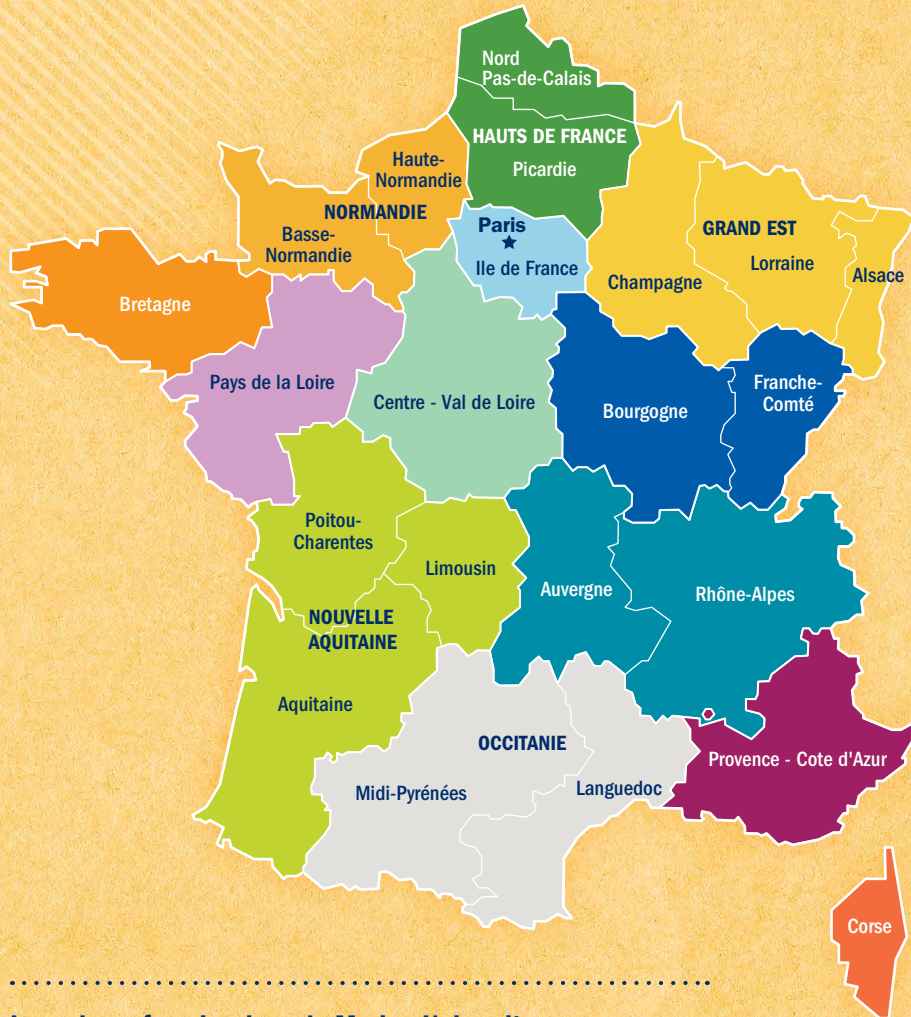 Nord
Pas-de-Calais
HAUTS DE FRANCE
Picardie
Haute-
Normandie
NORMANDIE
Basse-
Normandie
Paris
Ile de France
GRAND EST
Champagne
Lorraine
Alsace
Bretagne
Pays de la Loire
Centre - Val de Loire
Bourgogne
Franche-
Comté
Poitou-
Charentes
Limousin
Auvergne
Rhône-Alpes
NOUVELLE
AQUITAINE
Aquitaine
OCCITANIE
Midi-Pyrénées
Languedoc
Provence - Cote d'Azur
Corse